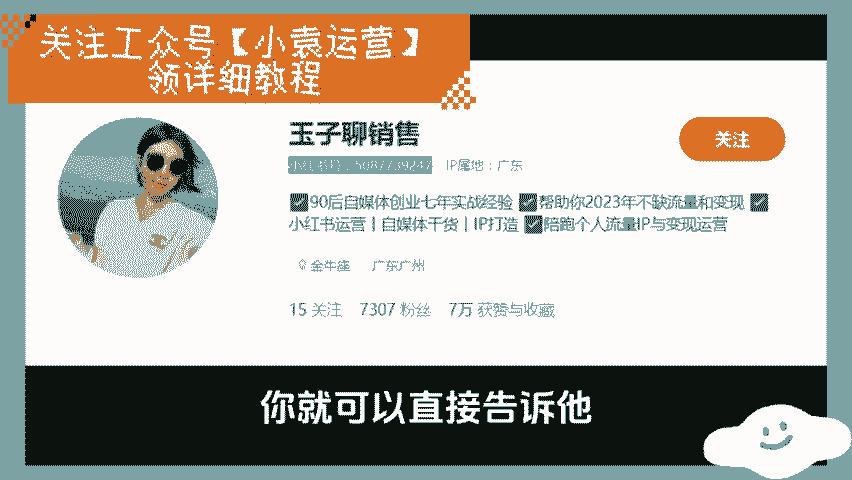 关注工众号【小袁运营】
领详细教程
玉子聊销售
关注
小红书号：5087739247 IP属地：广东
✅90后自媒体创业七年实战经验 ✅帮助你2023年不缺流量和变现 ✅
小红书运营丨自媒体干货丨IP打造 ✅陪跑个人流量IP与变现运营
金牛座 广东广州
15 关注 7307 粉丝 7万 获赞与收藏
你就可以直接告诉他